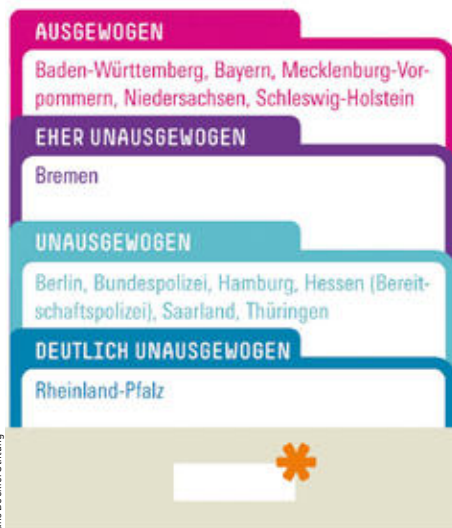 AUSGEWOGEN
Baden-Württemberg, Bayern, Mecklenburg-Vor-
pommern, Niedersachsen, Schleswig-Holstein
EHER UNAUSGEWOGEN
Bremen
UNAUSGEWOGEN
Berlin, Bundespolizei, Hamburg, Hessen (Bereit-
schaftspolizei), Saarland, Thüringen
DEUTLICH UNAUSGEWOGEN
Rheinland-Pfalz